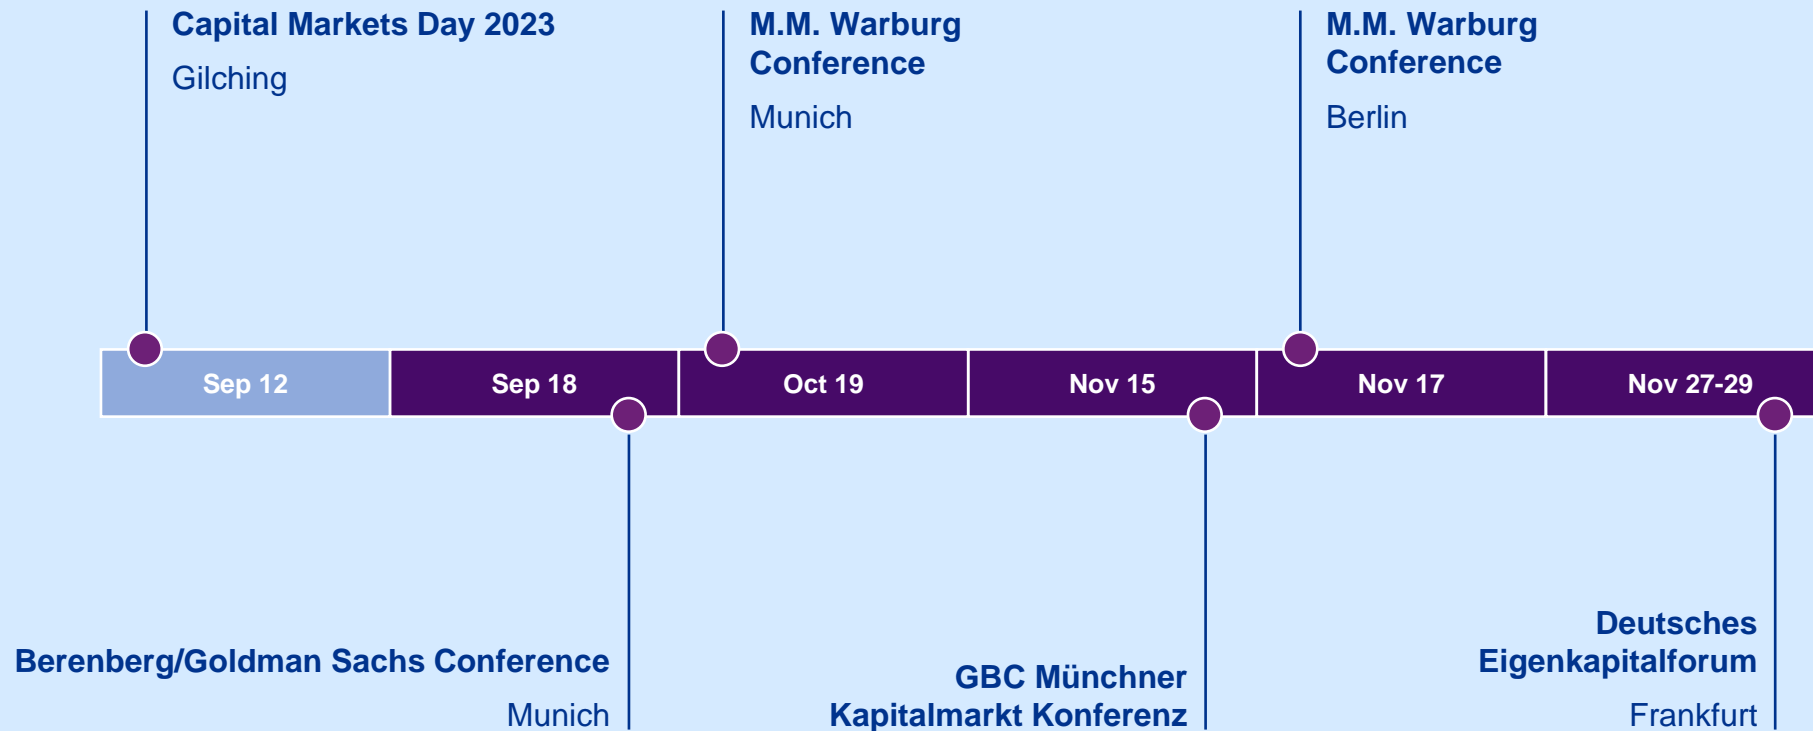 Capital Markets Day 2023
Gilching
M.M. Warburg
Conference
Munich
M.M. Warburg
Conference
Berlin
Sep 12
Sep 18
Oct 19
Nov 15
Nov 17
Nov 27-29
Berenberg/Goldman Sachs Conference
Munich
GBC Münchner
Kapitalmarkt Konferenz
Deutsches
Eigenkapitalforum
Frankfurt